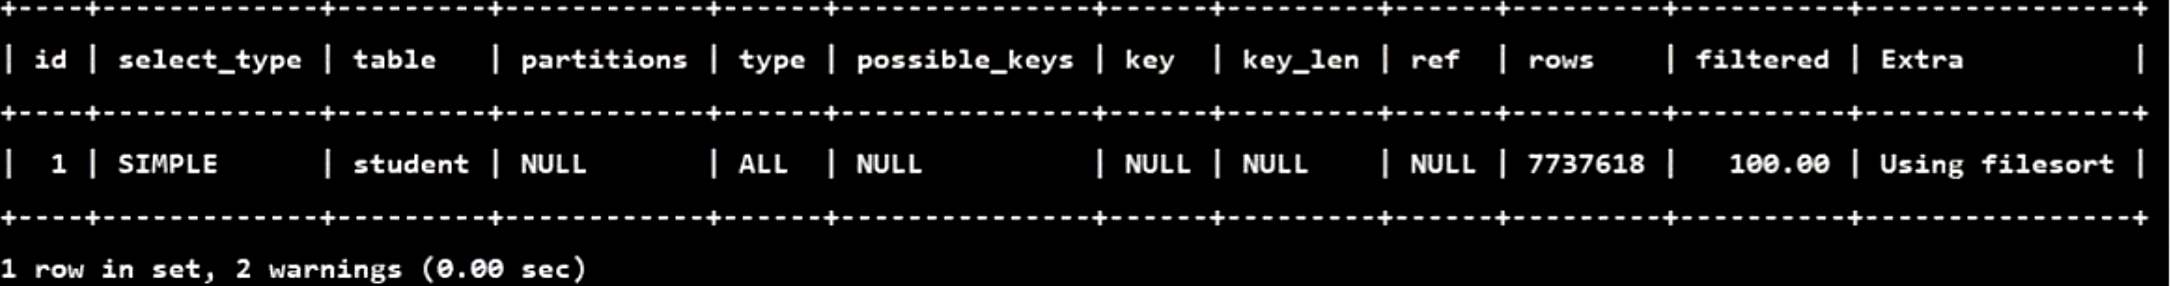 +----+-------------+---------+------------+------+---------------+------+---------+------+---------+----------+----------------+
| id | select_type | table   | partitions | type | possible_keys | key  | key_len | ref  | rows    | filtered | Extra          |
+----+-------------+---------+------------+------+---------------+------+---------+------+---------+----------+----------------+
|  1 | SIMPLE      | student | NULL       | ALL  | NULL          | NULL | NULL    | NULL | 7737618 |   100.00 | Using filesort |
+----+-------------+---------+------------+------+---------------+------+---------+------+---------+----------+----------------+
1 row in set, 2 warnings (0.00 sec)